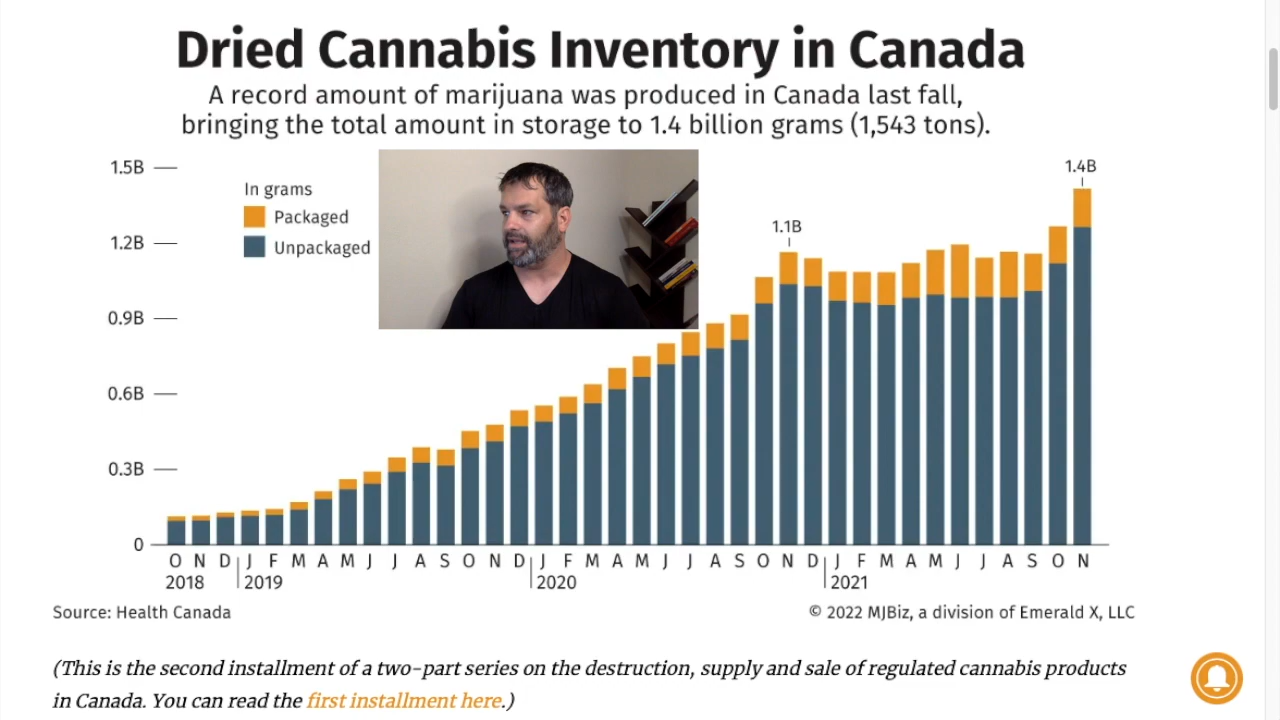 Dried Cannabis Inventory in Canada
A record amount of marijuana was produced in Canada last fall,
bringing the total amount in storage to 1.4 billion grams (1,543 tons).
1.5B
1.4B
In grams
Packaged
Unpackaged
1.1B
1.2B
0.9B
0.6B
0.3B
0
O N D J F M A M J J A S O N D J F M A M J J A S O N D J F M A M J J A S O N
2018 2019 2020 2021
Source: Health Canada
© 2022 MJBiz, a division of Emerald X, LLC
(This is the second installment of a two-part series on the destruction, supply and sale of regulated cannabis products
in Canada. You can read the first installment here.)